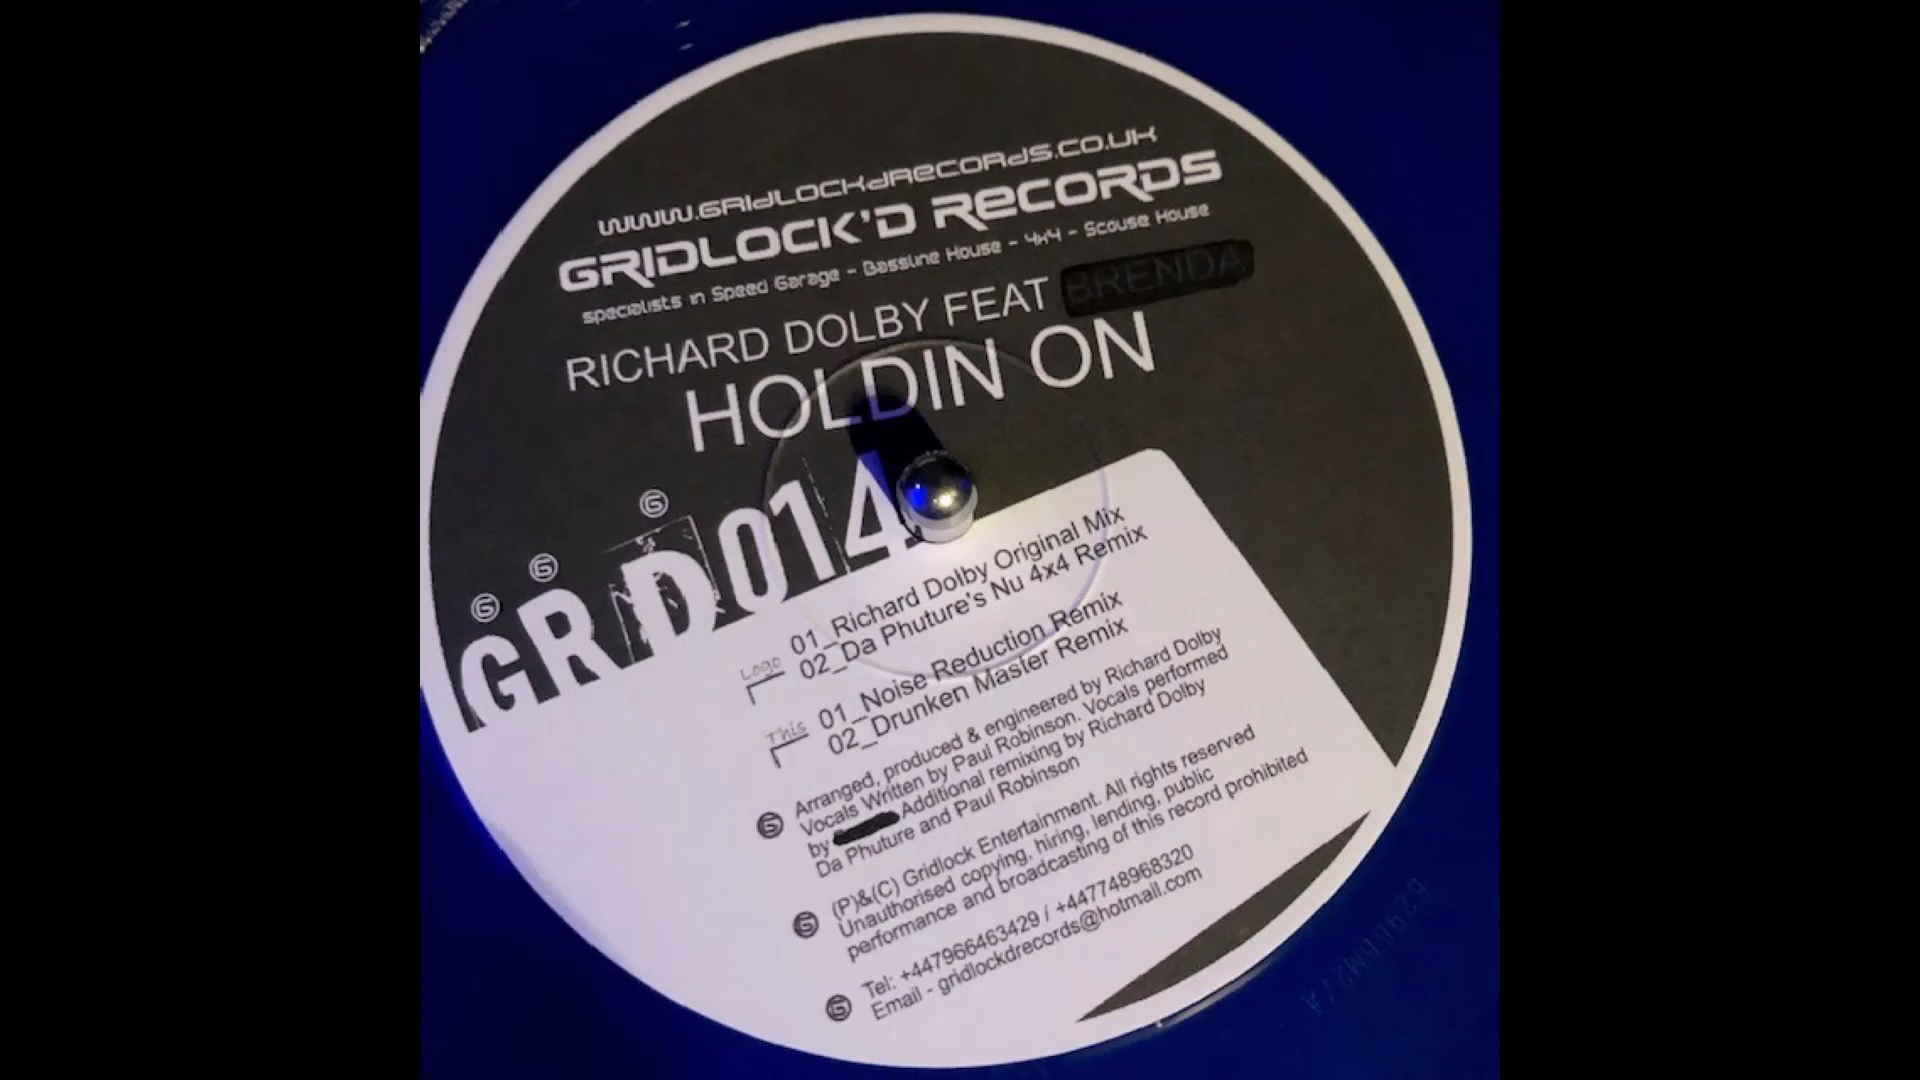 www.gridlockdrecords.co.uk
GRIDLOCK'D RECORDS
specialists in Speed Garage - Bassline House - 4x4 - Scouse House
RICHARD DOLBY FEAT BRENDA
HOLDIN ON
GRD014
Logo
01_Richard Dolby Original Mix
02_Da Phuture's Nu 4x4 Remix
This
01_Noise Reduction Remix
02_Drunken Master Remix
Arranged, produced & engineered by Richard Dolby
Vocals Written by Paul Robinson. Vocals performed
by Additional remixing by Richard Dolby
Da Phuture and Paul Robinson
(P)&(C) Gridlock Entertainment. All rights reserved
Unauthorised copying, hiring, lending, public
performance and broadcasting of this record prohibited
Tel: +447966463429 / +447748968320
Email - gridlockdrecords@hotmail.com